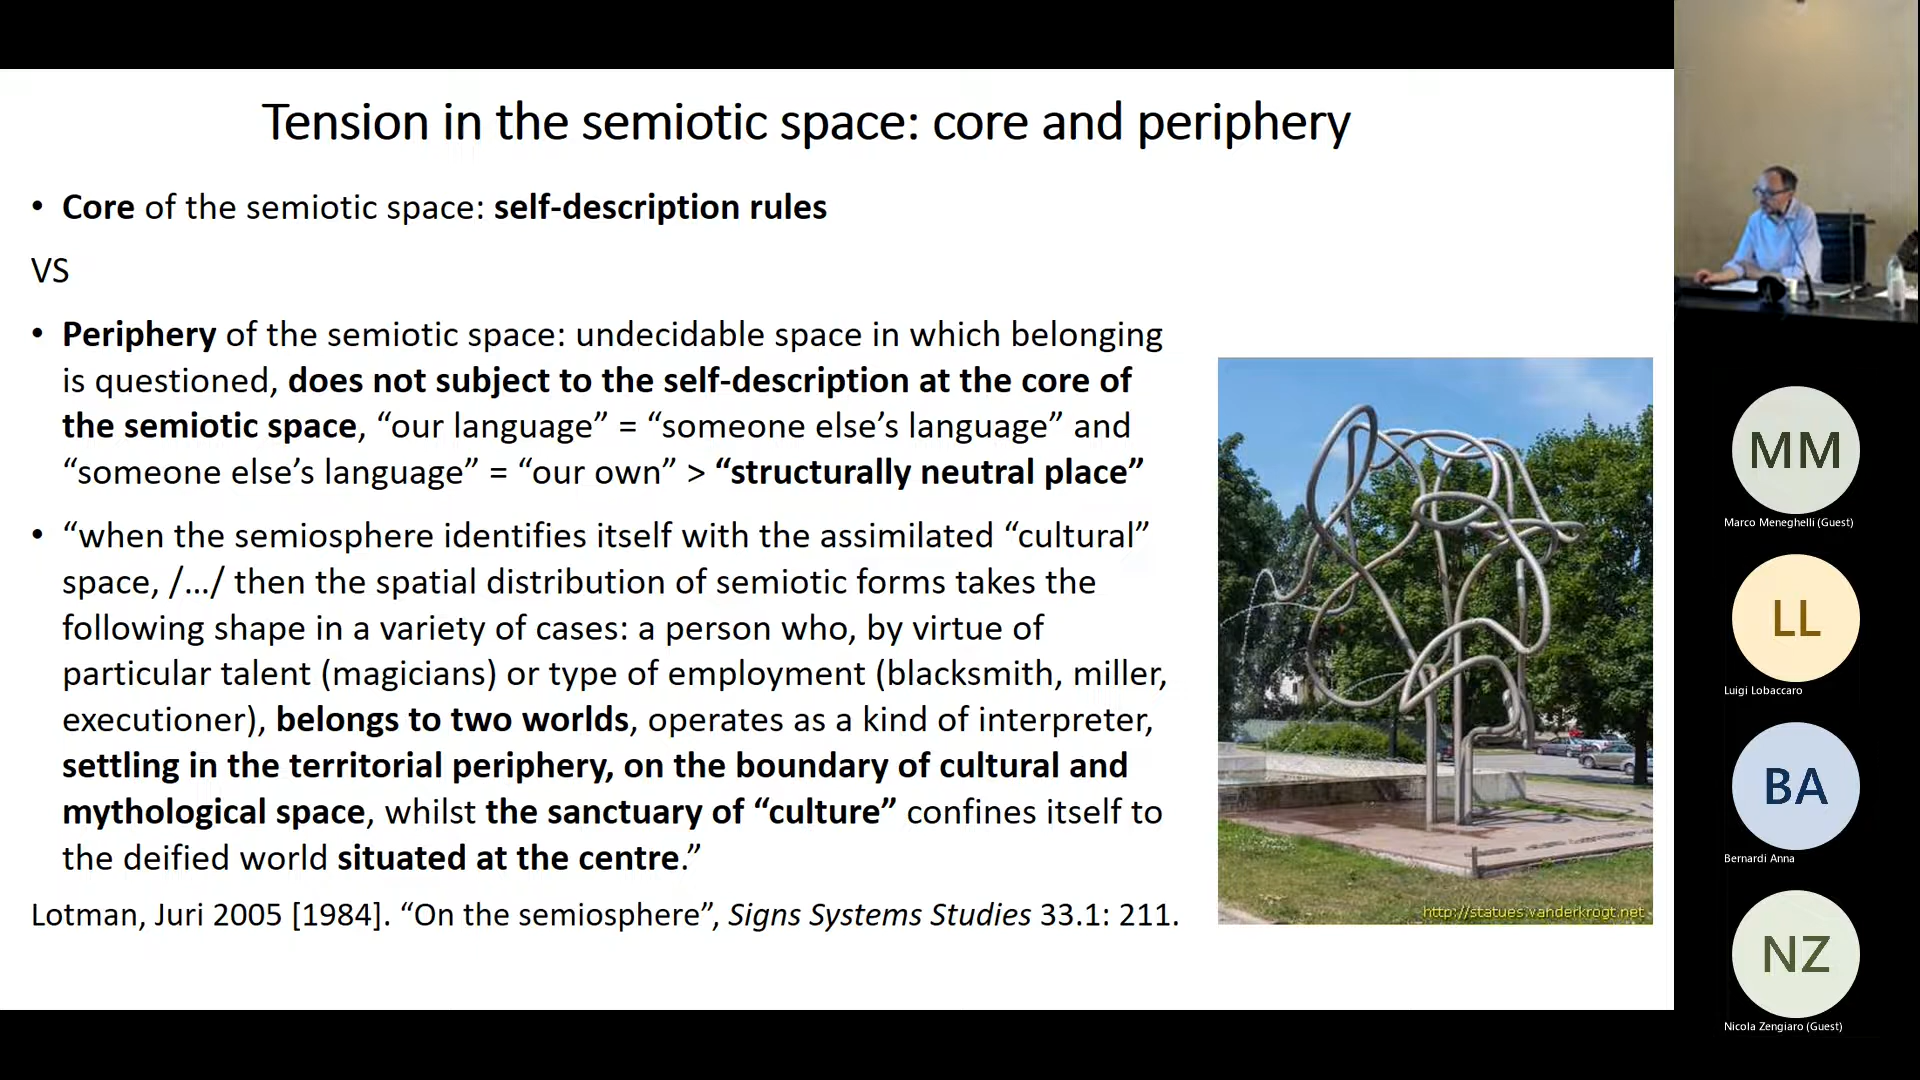 Tension in the semiotic space: core and periphery
• Core of the semiotic space: self-description rules
VS
• Periphery of the semiotic space: undecidable space in which belonging
is questioned, does not subject to the self-description at the core of
the semiotic space, “our language” = “someone else’s language” and
“someone else’s language” = “our own” > “structurally neutral place”
• “when the semiosphere identifies itself with the assimilated “cultural”
space, /…/ then the spatial distribution of semiotic forms takes the
following shape in a variety of cases: a person who, by virtue of
particular talent (magicians) or type of employment (blacksmith, miller,
executioner), belongs to two worlds, operates as a kind of interpreter,
settling in the territorial periphery, on the boundary of cultural and
mythological space, whilst the sanctuary of “culture” confines itself to
the deified world situated at the centre.”
Lotman, Juri 2005 [1984]. “On the semiosphere”, Signs Systems Studies 33.1: 211.
http://statues.vanderkrogt.net
MM
Marco Meneghelli (Guest)
LL
Luigi Lobaccaro
BA
Bernardi Anna
NZ
Nicola Zengiaro (Guest)